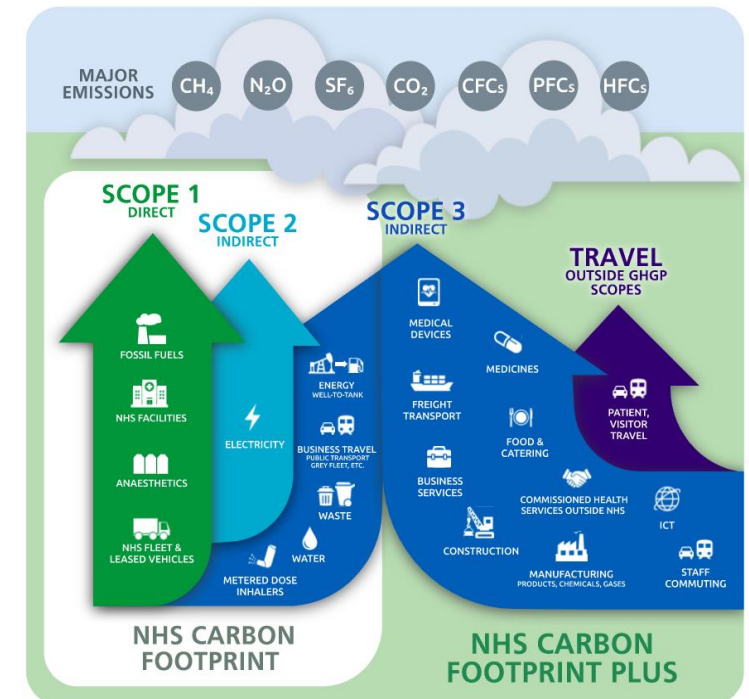 MAJOR
EMISSIONS
CH₄
N₂O
SF₆
CO₂
CFCs
PFCs
HFCs
SCOPE 1
DIRECT
FOSSIL FUELS
NHS FACILITIES
ANAESTHETICS
NHS FLEET &
LEASED VEHICLES
SCOPE 2
INDIRECT
ELECTRICITY
SCOPE 3
INDIRECT
ENERGY
WELL-TO-TANK
BUSINESS TRAVEL
PUBLIC TRANSPORT
GREY FLEET, ETC.
WASTE
WATER
METERED DOSE
INHALERS
MEDICAL
DEVICES
MEDICINES
FREIGHT
TRANSPORT
FOOD &
CATERING
BUSINESS
SERVICES
COMMISSIONED HEALTH
SERVICES OUTSIDE NHS
CONSTRUCTION
MANUFACTURING
PRODUCTS, CHEMICALS, GASES
ICT
STAFF
COMMUTING
TRAVEL
OUTSIDE GHGP
SCOPES
PATIENT,
VISITOR
TRAVEL
NHS CARBON
FOOTPRINT
NHS CARBON
FOOTPRINT PLUS